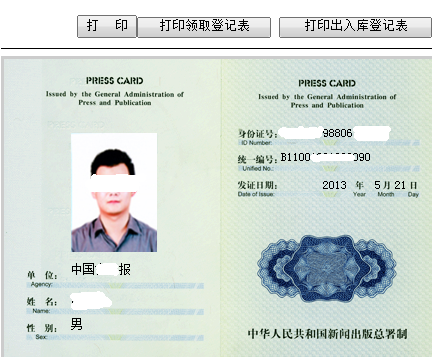 打 印
打印领取登记表
打印出入库登记表
PRESS CARD
Issued by the General Administration of
Press and Publication
单 位: 中国 报
Agency:
姓 名:
Name:
性 别: 男
Sex:
PRESS CARD
Issued by the General Administration of
Press and Publication
身份证号: 98806
ID Number:
统一编号: B1100 090
Unified No.:
发证日期: 2013 年 5 月 21 日
Date of Issue: Year Month Day
中华人民共和国新闻出版总署制